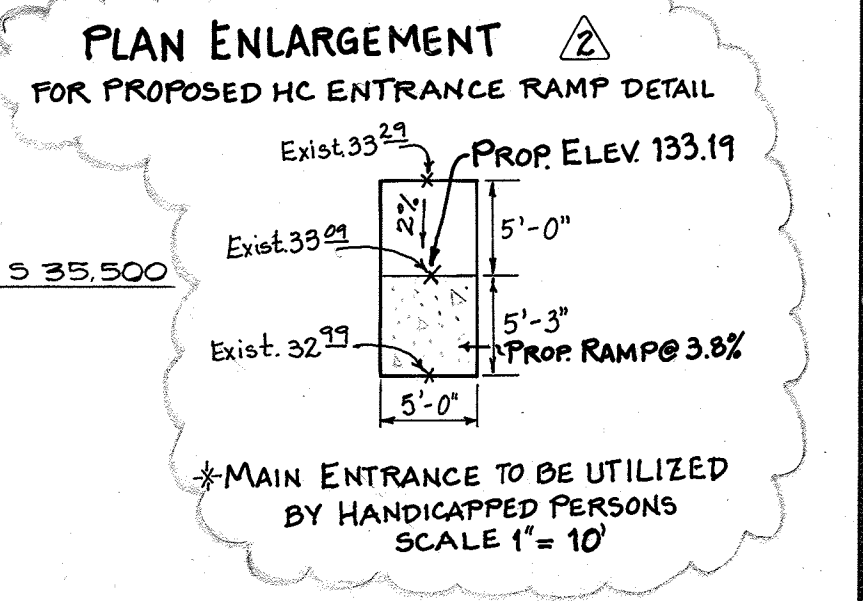 PLAN ENLARGEMENT 2
FOR PROPOSED HC ENTRANCE RAMP DETAIL
Exist. 33 29
PROP. ELEV. 133.19
2%
5'-0"
Exist. 33 09
S 35,500
5'-3"
Exist. 32 99
PROP. RAMP @ 3.8%
5'-0"
*MAIN ENTRANCE TO BE UTILIZED
BY HANDICAPPED PERSONS
SCALE 1" = 10'